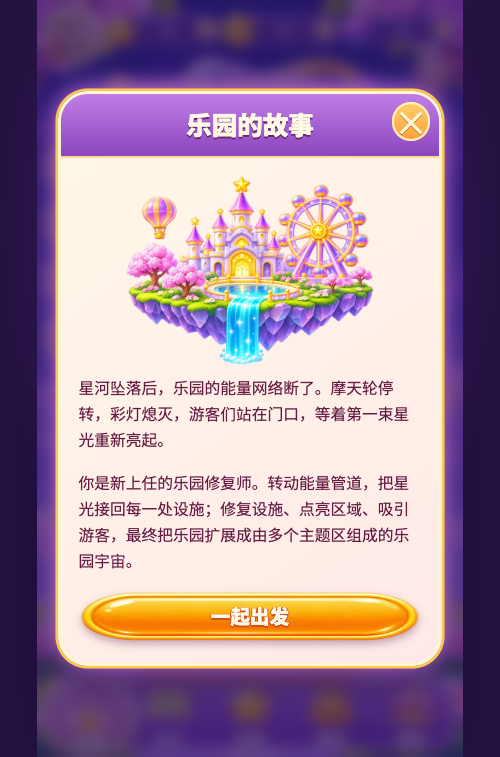 乐园的故事
星河坠落后，乐园的能量网络断了。摩天轮停
转，彩灯熄灭，游客们站在门口，等着第一束星
光重新亮起。
你是新上任的乐园修复师。转动能量管道，把星
光接回每一处设施；修复设施、点亮区域、吸引
游客，最终把乐园扩展成由多个主题区组成的乐
园宇宙。
一起出发